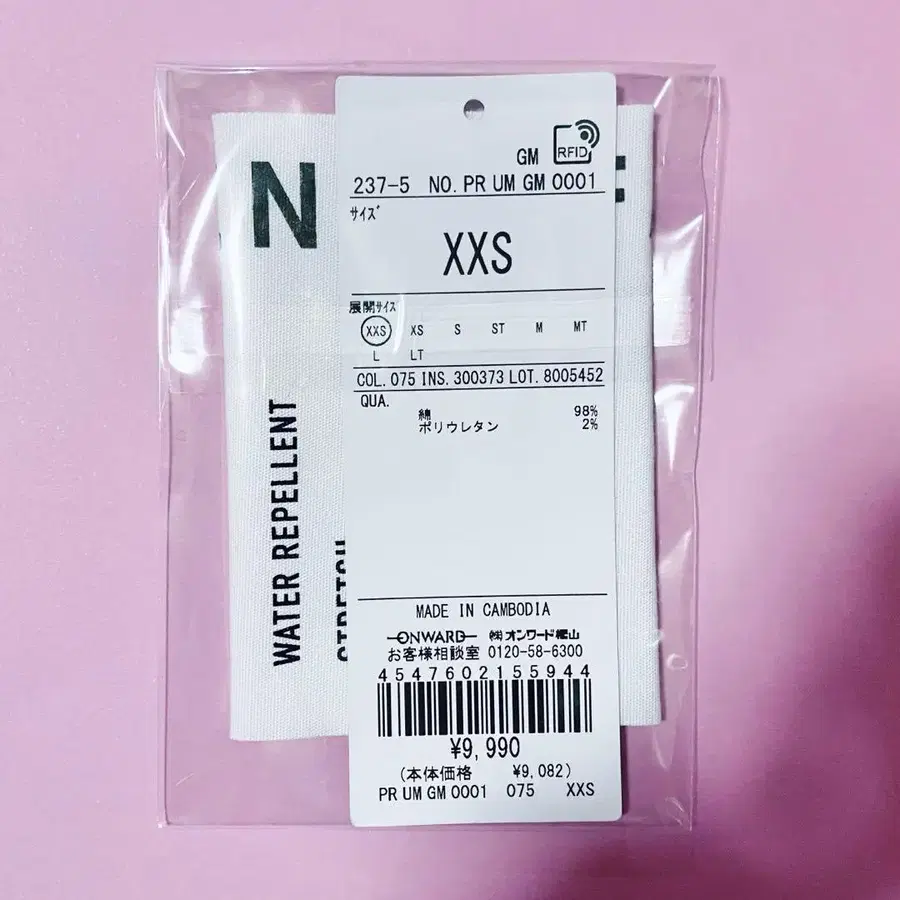 GM RFID
237-5 NO. PR UM GM 0001
サイズ
XXS
展開サイズ
XXS XS S ST M MT
L LT
COL. 075 INS. 300373 LOT. 8005452
QUA.
綿 98%
ポリウレタン 2%
MADE IN CAMBODIA
ONWARD ㈱オンワード樫山
お客様相談室 0120-58-6300
4547602155944
¥9,990
(本体価格 ¥9,082)
PR UM GM 0001 075 XXS
N
WATER REPELLENT